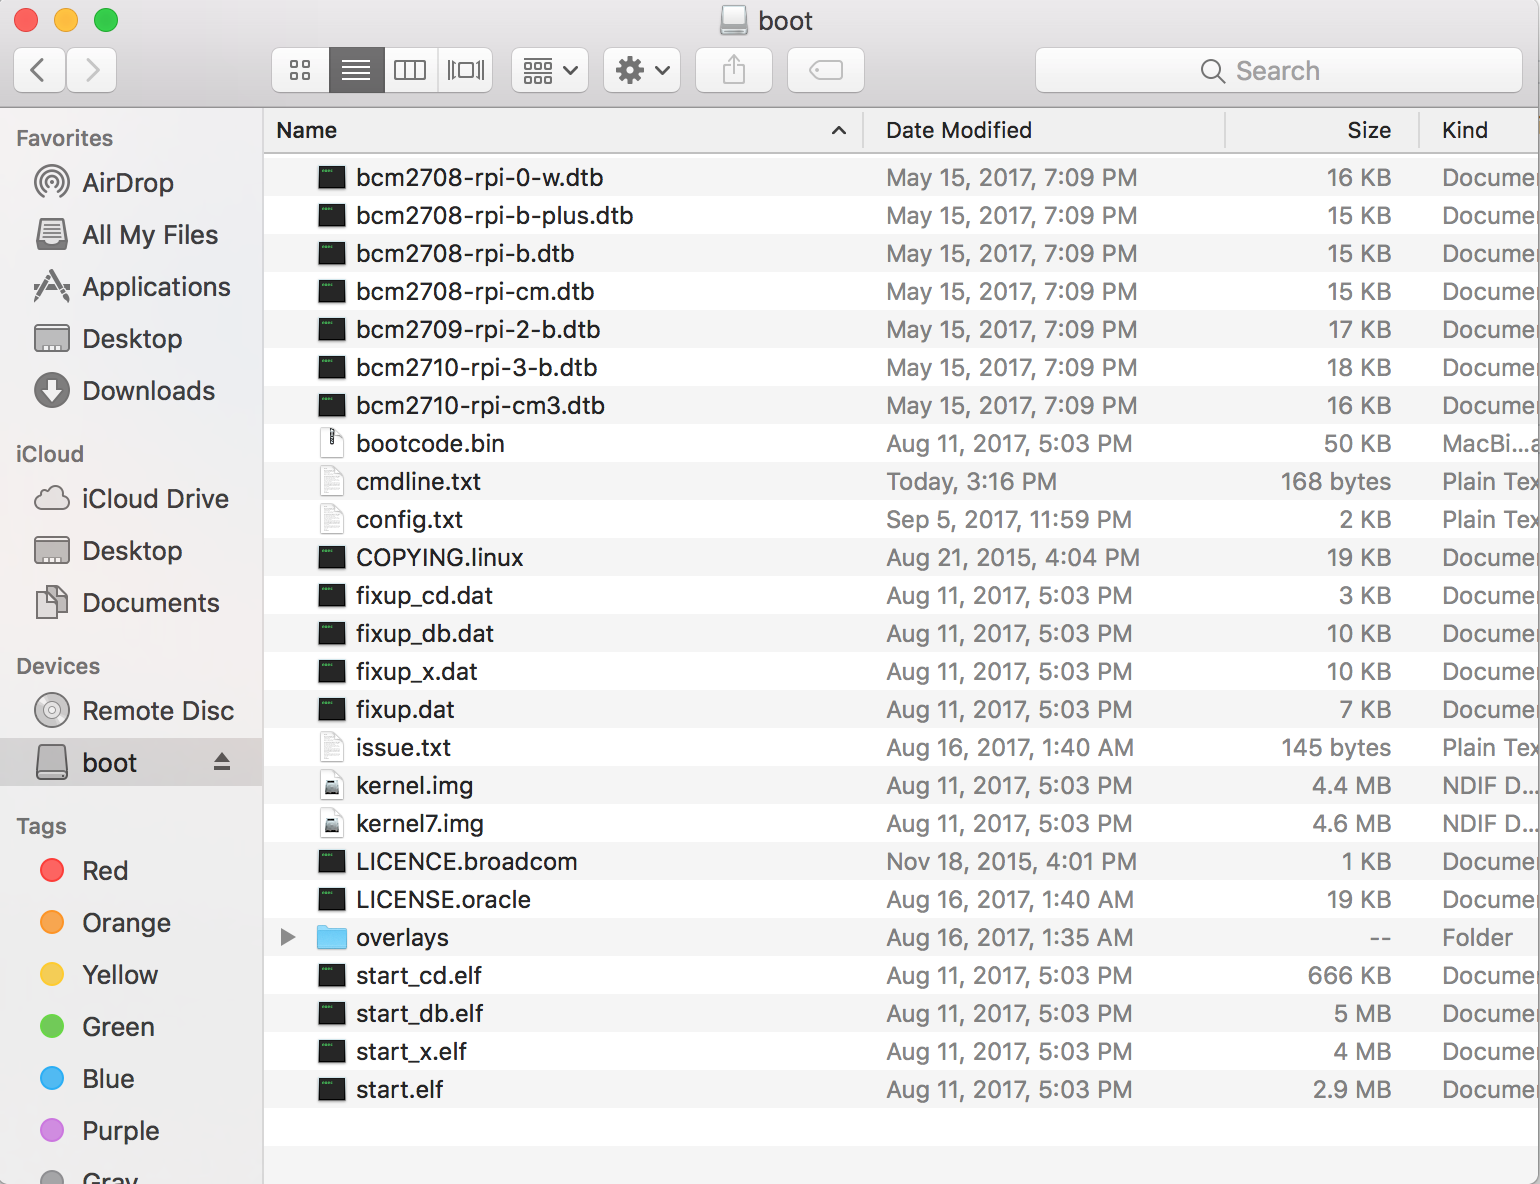 boot
Search
Favorites
AirDrop
All My Files
Applications
Desktop
Downloads
iCloud
iCloud Drive
Desktop
Documents
Devices
Remote Disc
boot
Tags
Red
Orange
Yellow
Green
Blue
Purple
Gray
Name Date Modified Size Kind
bcm2708-rpi-0-w.dtb May 15, 2017, 7:09 PM 16 KB Docume
bcm2708-rpi-b-plus.dtb May 15, 2017, 7:09 PM 15 KB Docume
bcm2708-rpi-b.dtb May 15, 2017, 7:09 PM 15 KB Docume
bcm2708-rpi-cm.dtb May 15, 2017, 7:09 PM 15 KB Docume
bcm2709-rpi-2-b.dtb May 15, 2017, 7:09 PM 17 KB Docume
bcm2710-rpi-3-b.dtb May 15, 2017, 7:09 PM 18 KB Docume
bcm2710-rpi-cm3.dtb May 15, 2017, 7:09 PM 16 KB Docume
bootcode.bin Aug 11, 2017, 5:03 PM 50 KB MacBi...a
cmdline.txt Today, 3:16 PM 168 bytes Plain Tex
config.txt Sep 5, 2017, 11:59 PM 2 KB Plain Tex
COPYING.linux Aug 21, 2015, 4:04 PM 19 KB Docume
fixup_cd.dat Aug 11, 2017, 5:03 PM 3 KB Docume
fixup_db.dat Aug 11, 2017, 5:03 PM 10 KB Docume
fixup_x.dat Aug 11, 2017, 5:03 PM 10 KB Docume
fixup.dat Aug 11, 2017, 5:03 PM 7 KB Docume
issue.txt Aug 16, 2017, 1:40 AM 145 bytes Plain Tex
kernel.img Aug 11, 2017, 5:03 PM 4.4 MB NDIF D...
kernel7.img Aug 11, 2017, 5:03 PM 4.6 MB NDIF D...
LICENCE.broadcom Nov 18, 2015, 4:01 PM 1 KB Docume
LICENSE.oracle Aug 16, 2017, 1:40 AM 19 KB Docume
overlays Aug 16, 2017, 1:35 AM -- Folder
start_cd.elf Aug 11, 2017, 5:03 PM 666 KB Docume
start_db.elf Aug 11, 2017, 5:03 PM 5 MB Docume
start_x.elf Aug 11, 2017, 5:03 PM 4 MB Docume
start.elf Aug 11, 2017, 5:03 PM 2.9 MB Docume